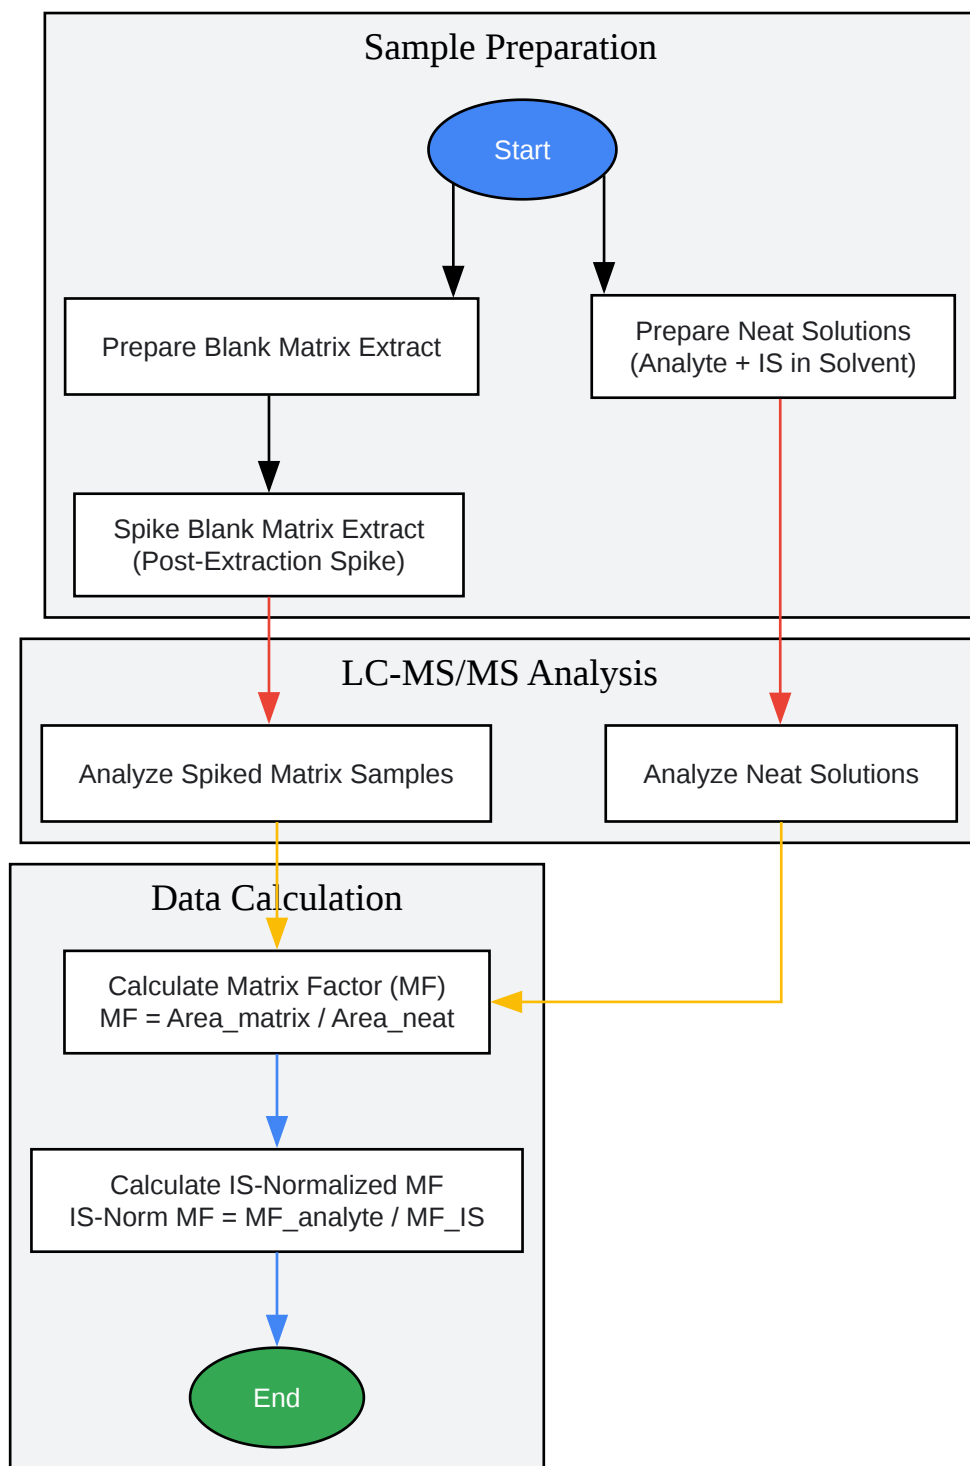 Sample Preparation
Start
Prepare Blank Matrix Extract
Prepare Neat Solutions
(Analyte + IS in Solvent)
Spike Blank Matrix Extract
(Post-Extraction Spike)
LC-MS/MS Analysis
Analyze Spiked Matrix Samples
Analyze Neat Solutions
Data Calculation
Calculate Matrix Factor (MF)
MF = Area_matrix / Area_neat
Calculate IS-Normalized MF
IS-Norm MF = MF_analyte / MF_IS
End